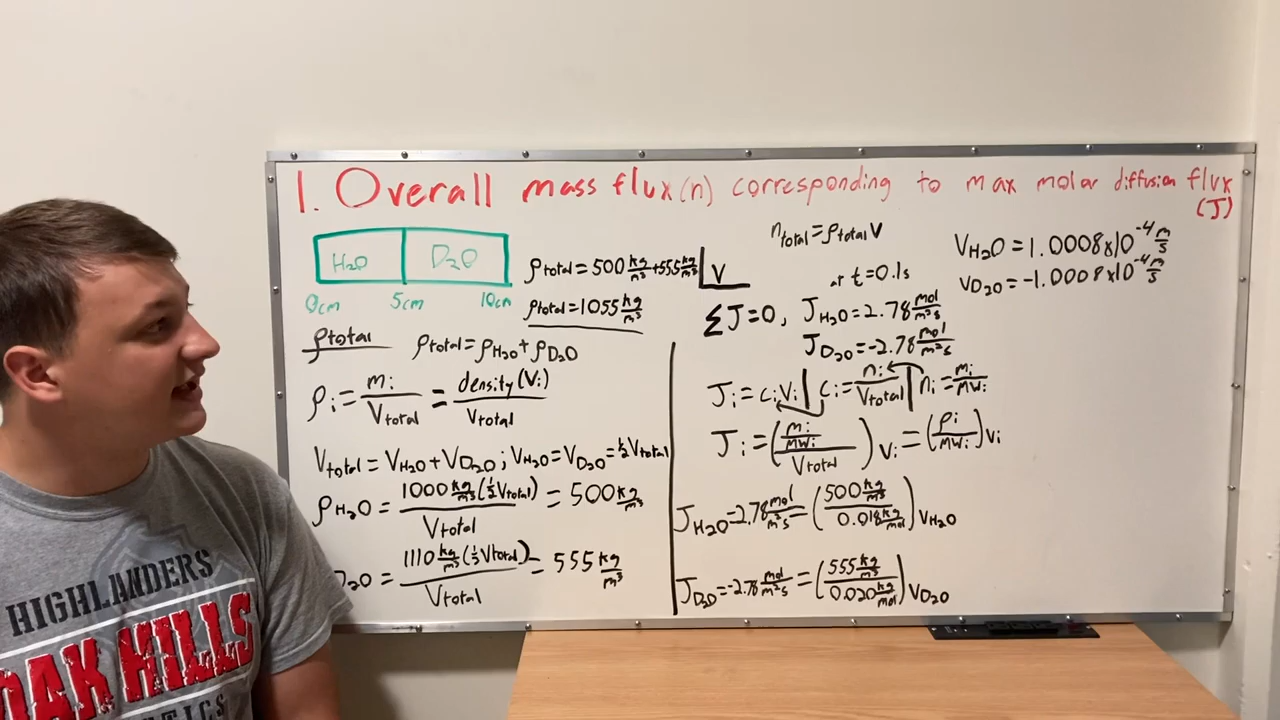 1. Overall mass flux (n) corresponding to max molar diffusion flux (J)
H₂O D₂O
0cm 5cm 10cm
ρtotal = 500 kg/m³ + 555 kg/m³
ρtotal = 1055 kg/m³
ρtotal
ρtotal = ρH₂O + ρD₂O
ρi = mi/Vtotal = density(Vi)/Vtotal
Vtotal = VH₂O + VD₂O ; VH₂O = VD₂O = ½Vtotal
ρH₂O = 1000 kg/m³ (½Vtotal)/Vtotal = 500 kg/m³
D₂O = 1110 kg/m³ (½Vtotal)/Vtotal = 555 kg/m³
V
ntotal = ρtotal V
at t=0.1s
ΣJ=0, JH₂O = 2.78 mol/m²s
JD₂O = -2.78 mol/m²s
Ji = ciVi | ci = ni/Vtotal | ni = mi/MWi
Ji = ((mi/MWi)/Vtotal) Vi = (ρi/MWi) Vi
JH₂O = 2.78 mol/m²s = (500 kg/m³ / 0.018 kg/mol) VH₂O
JD₂O = -2.78 mol/m²s = (555 kg/m³ / 0.020 kg/mol) VD₂O
VH₂O = 1.0008x10⁻⁴ m/s
VD₂O = -1.0008x10⁻⁴ m/s
HIGHLANDERS
OAK HILLS